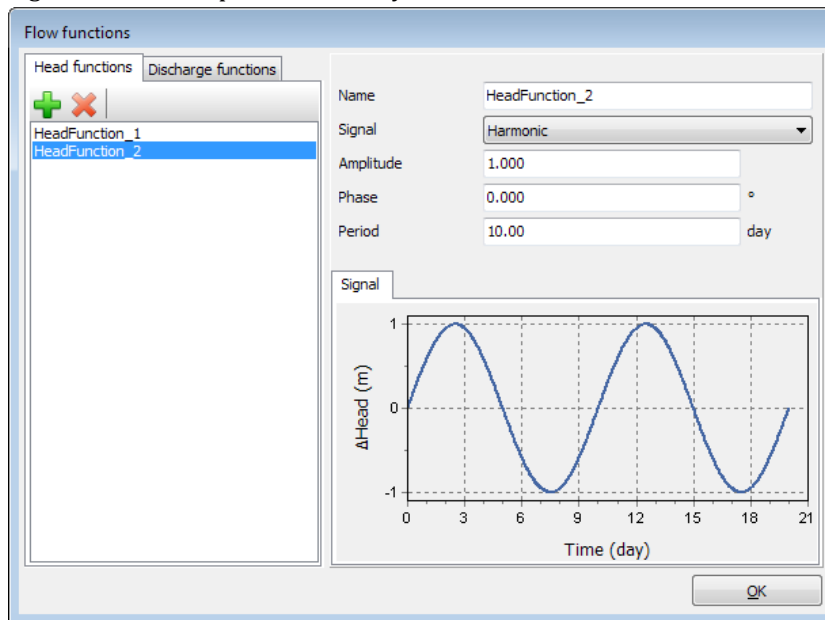 Flow functions
Head functions
Discharge functions
HeadFunction_1
HeadFunction_2
Name
HeadFunction_2
Signal
Harmonic
Amplitude
1.000
Phase
0.000
°
Period
10.00
day
Signal
1
0
-1
ΔHead (m)
0 3 6 9 12 15 18 21
Time (day)
OK